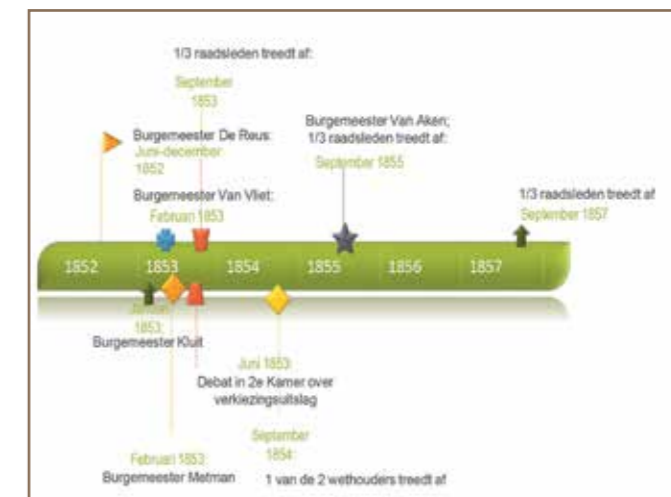 1/3 raadsleden treedt af:
September
1853
Burgemeester De Reus:
Juni-december
1852
Burgemeester Van Aken;
1/3 raadsleden treedt af:
September 1855
Burgemeester Van Vliet:
Februari 1853
1/3 raadsleden treedt af
September 1857
1852
1853
1854
1855
1856
1857
Januari
1853:
Burgemeester Kluit
Juni 1853:
Debat in 2e Kamer over
verkiezingsuitslag
September
1854:
Februari 1853:
Burgemeester Metman
1 van de 2 wethouders treedt af